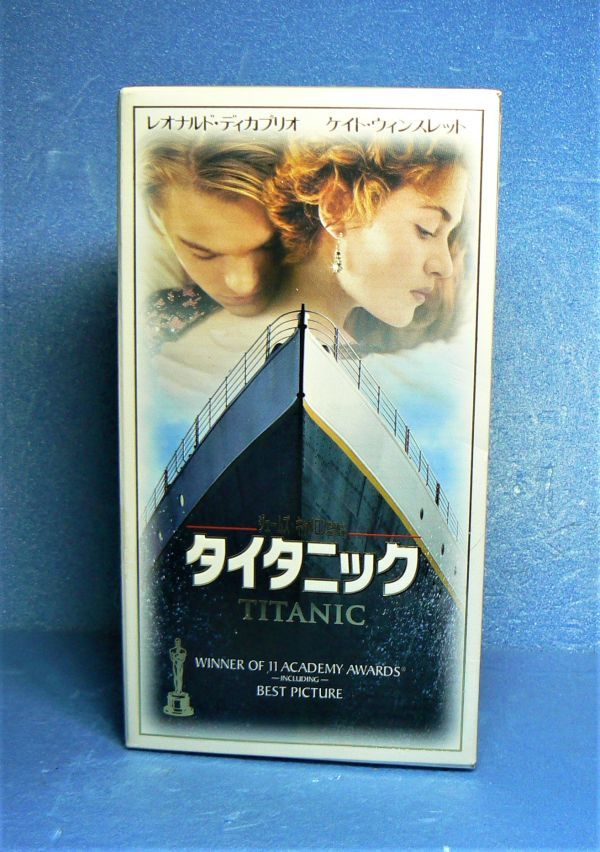 レオナルド・ディカプリオ ケイト・ウィンスレット
タイタニック
TITANIC
WINNER OF 11 ACADEMY AWARDS®
—INCLUDING—
BEST PICTURE